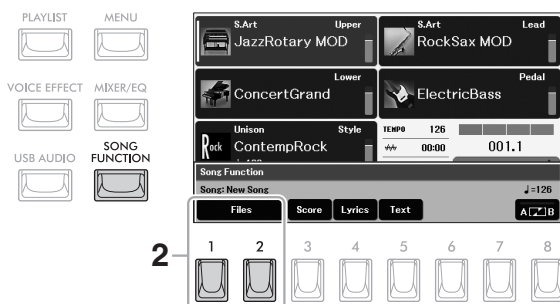 PLAYLIST MENU
VOICE EFFECT MIXER/EQ
USB AUDIO SONG FUNCTION
S.Art Upper
JazzRotary MOD
S.Art Lead
RockSax MOD
Lower
ConcertGrand
Pedal
ElectricBass
Unison Style
Rock ContempRock
TEMPO 126
00:00 001.1
Song Function
Song: New Song ♩=126
Files Score Lyrics Text A B
2
1 2 3 4 5 6 7 8